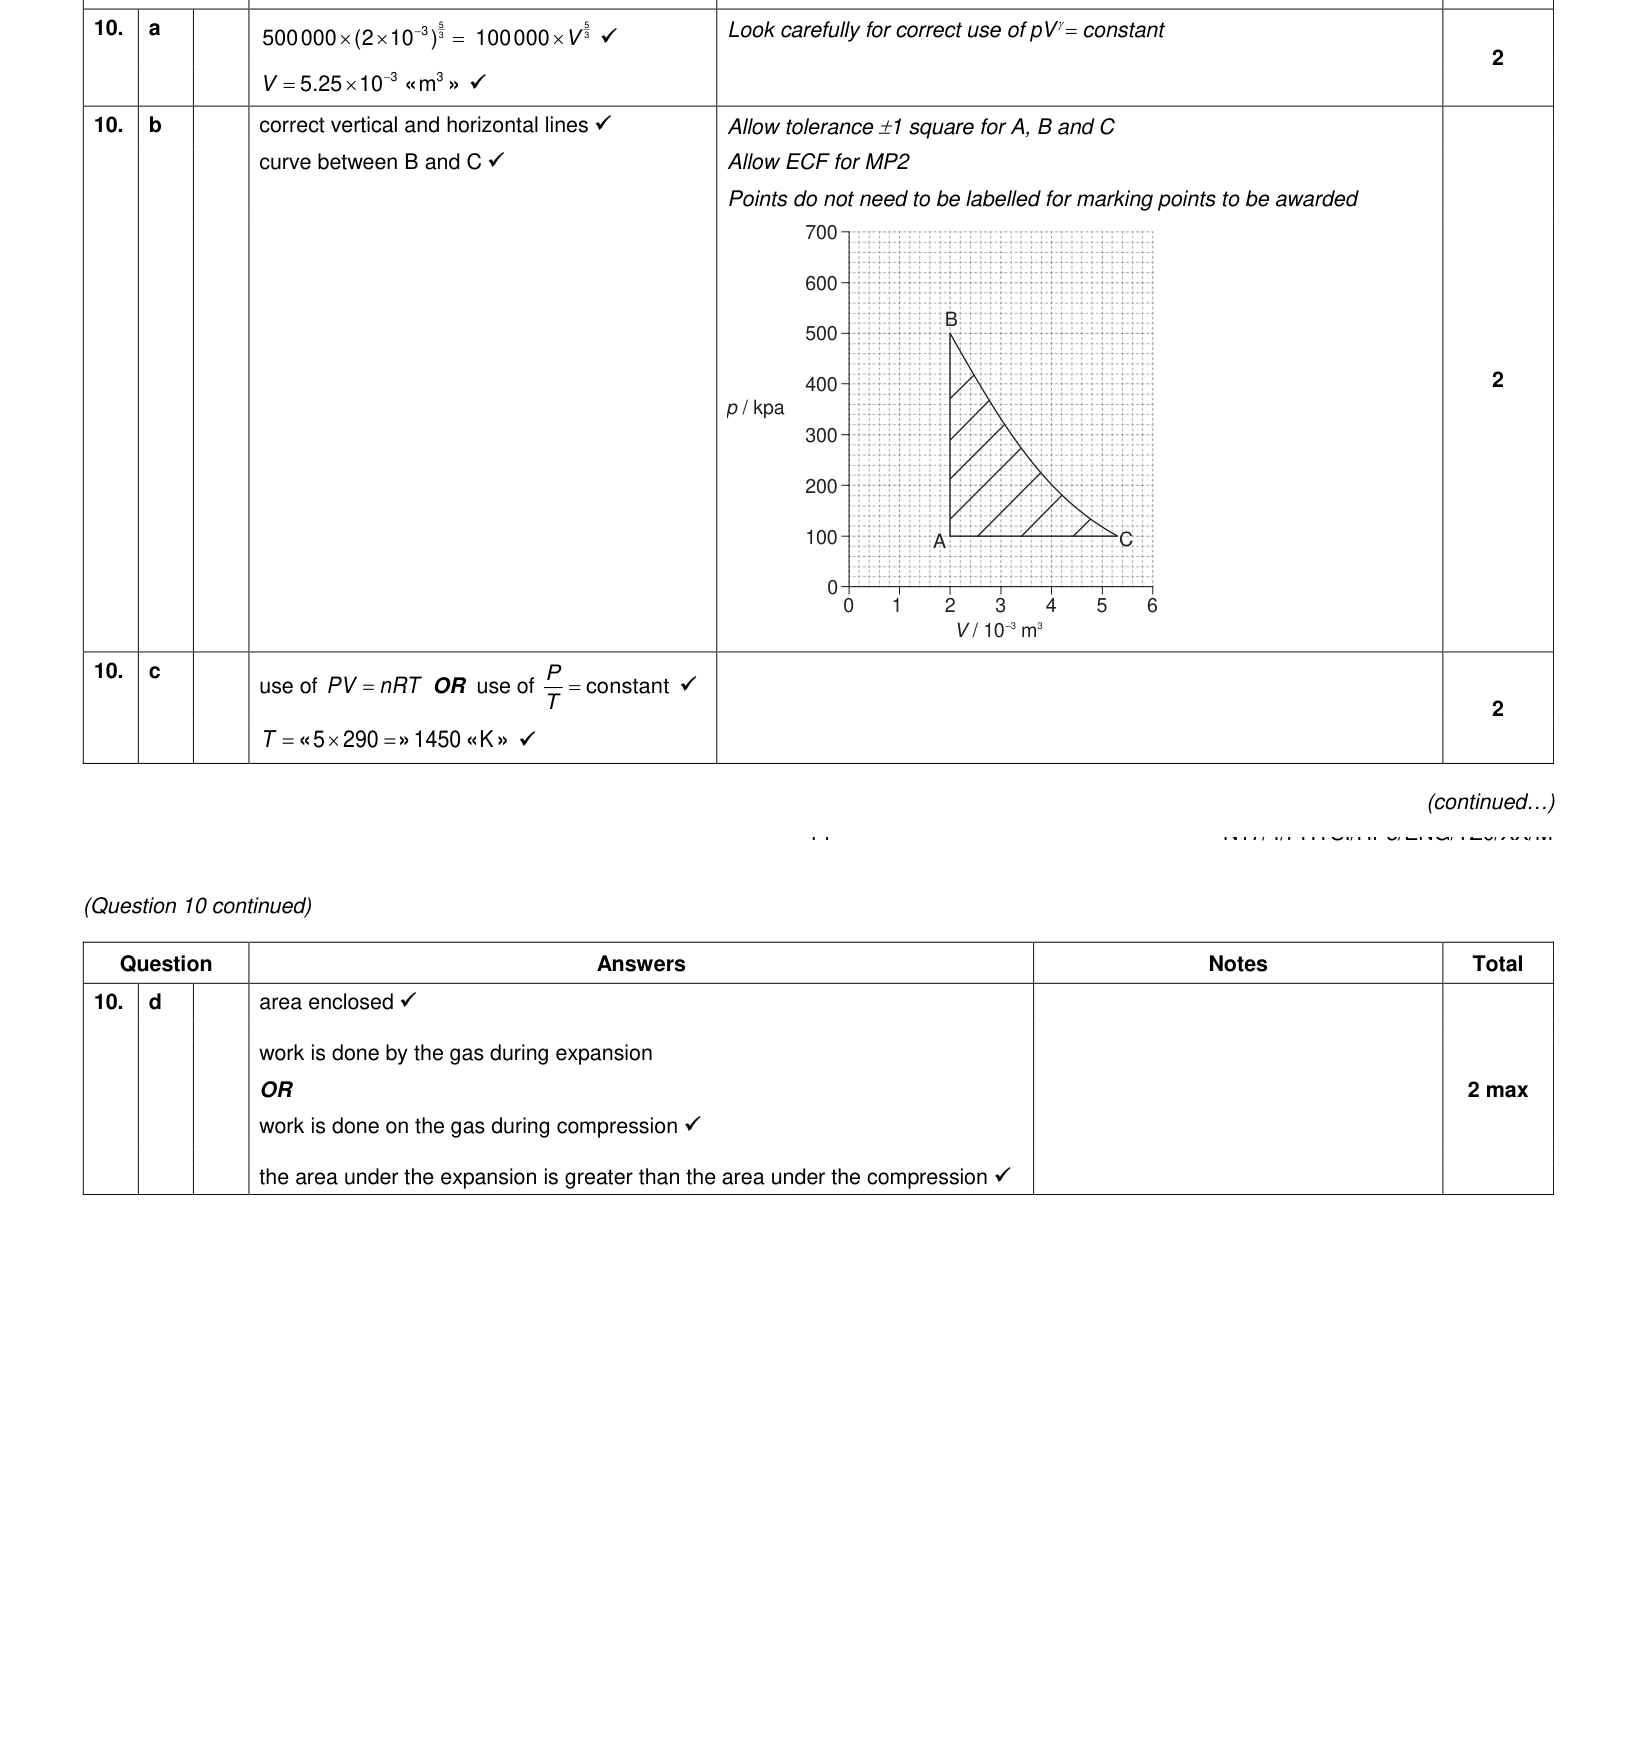 10. a 500 000 × (2 × 10⁻³)^(5/3) = 100 000 × V^(5/3) ✓ Look carefully for correct use of pVᵞ = constant
V = 5.25 × 10⁻³ «m³» ✓
2
10. b correct vertical and horizontal lines ✓ Allow tolerance ±1 square for A, B and C
curve between B and C ✓ Allow ECF for MP2
Points do not need to be labelled for marking points to be awarded
700
600
B
500
400
p / kpa
300
200
100
A
C
0
0 1 2 3 4 5 6
V / 10⁻³ m³
2
10. c use of PV = nRT OR use of P/T = constant ✓
T = «5 × 290 =» 1450 «K» ✓
2
(continued…)
(Question 10 continued)
Question Answers Notes Total
10. d area enclosed ✓
work is done by the gas during expansion
OR
work is done on the gas during compression ✓
the area under the expansion is greater than the area under the compression ✓
2 max